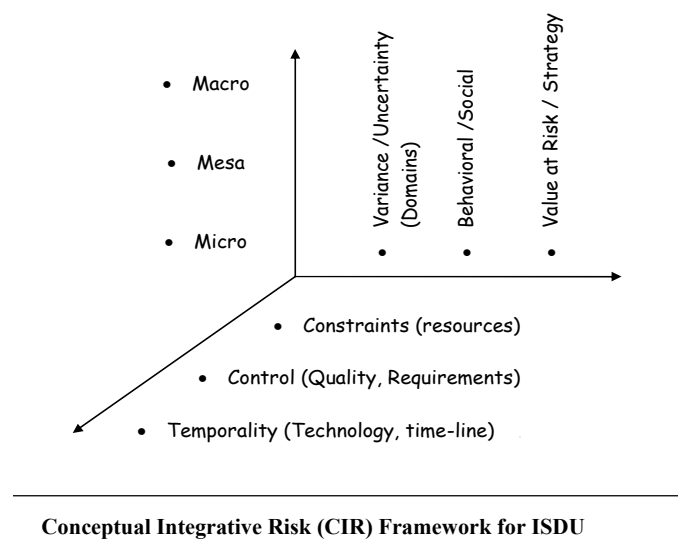 Macro
Mesa
Micro
Variance /Uncertainty
(Domains)
Behavioral /Social
Value at Risk / Strategy
Constraints (resources)
Control (Quality, Requirements)
Temporality (Technology, time-line)
Conceptual Integrative Risk (CIR) Framework for ISDU